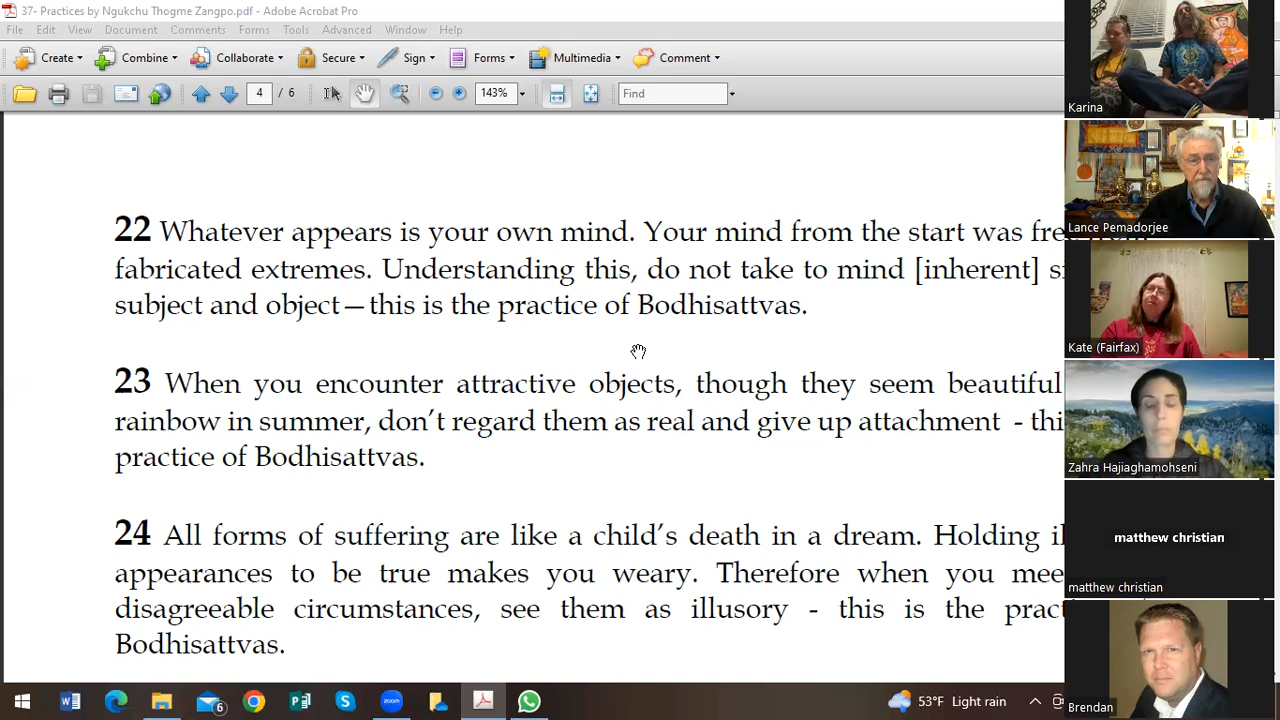 37- Practices by Ngukchu Thogme Zangpo.pdf - Adobe Acrobat Pro
File Edit View Document Comments Forms Tools Advanced Window Help
Create Combine Collaborate Secure Sign Forms Multimedia Comment
4 / 6 143% Find
22 Whatever appears is your own mind. Your mind from the start was free from
fabricated extremes. Understanding this, do not take to mind [inherent]
subject and object—this is the practice of Bodhisattvas.
23 When you encounter attractive objects, though they seem beautiful
rainbow in summer, don't regard them as real and give up attachment -
practice of Bodhisattvas.
24 All forms of suffering are like a child's death in a dream. Holding
appearances to be true makes you weary. Therefore when you
disagreeable circumstances, see them as illusory - this is the
Bodhisattvas.
Karina
Lance Pemadorjee
Kate (Fairfax)
Zahra Hajiaghamohseni
matthew christian
matthew christian
Brendan
6 zoom 53°F Light rain